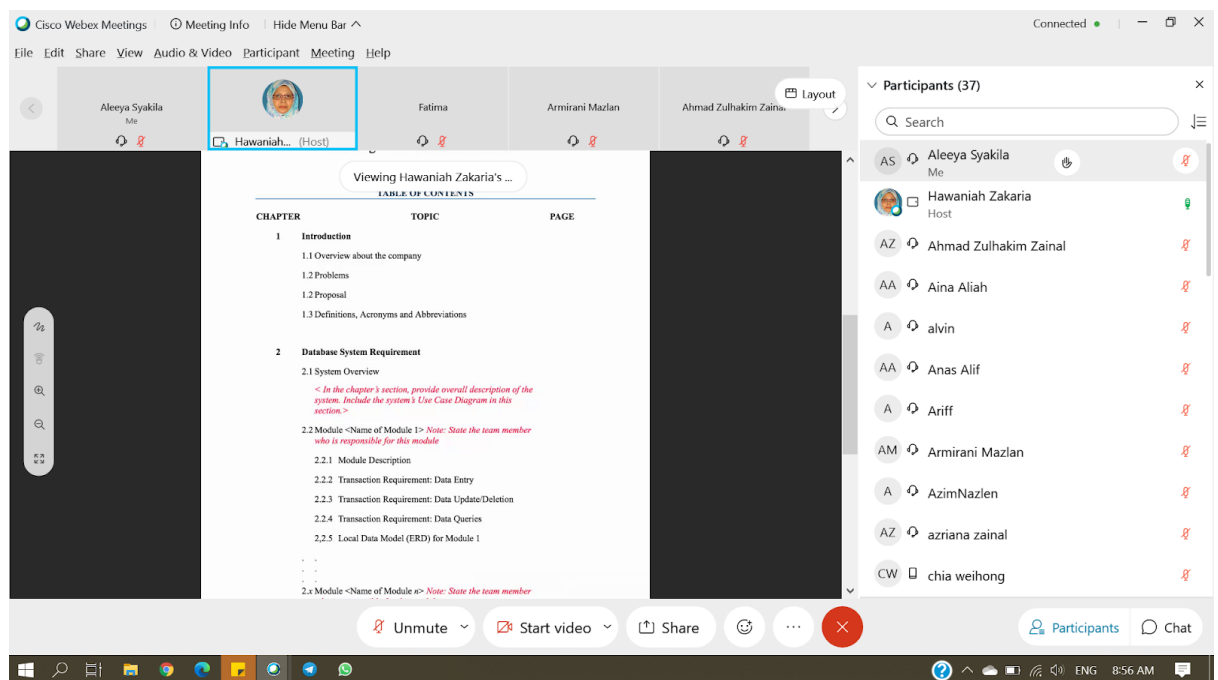 Cisco Webex Meetings Meeting Info Hide Menu Bar Connected
File Edit Share View Audio & Video Participant Meeting Help
Aleeya Syakila
Me
Hawaniah... (Host)
Fatima
Armirani Mazlan
Ahmad Zulhakim
Layout
Viewing Hawaniah Zakaria's ...
TABLE OF CONTENTS
CHAPTER TOPIC PAGE
1 Introduction
1.1 Overview about the company
1.2 Problems
1.2 Proposal
1.3 Definitions, Acronyms and Abbreviations
2 Database System Requirement
2.1 System Overview
< In the chapter's section, provide overall description of the
system. Include the system's Use Case Diagram in this
section.>
2.2 Module <Name of Module 1> Note: State the team member
who is responsible for this module
2.2.1 Module Description
2.2.2 Transaction Requirement: Data Entry
2.2.3 Transaction Requirement: Data Update/Deletion
2.2.4 Transaction Requirement: Data Queries
2,2.5 Local Data Model (ERD) for Module 1
. .
. .
. .
2.x Module <Name of Module n> Note: State the team member
Participants (37)
Search
AS Aleeya Syakila
Me
Hawaniah Zakaria
Host
AZ Ahmad Zulhakim Zainal
AA Aina Aliah
A alvin
AA Anas Alif
A Ariff
AM Armirani Mazlan
A AzimNazlen
AZ azriana zainal
CW chia weihong
Unmute Start video Share Participants Chat
ENG 8:56 AM